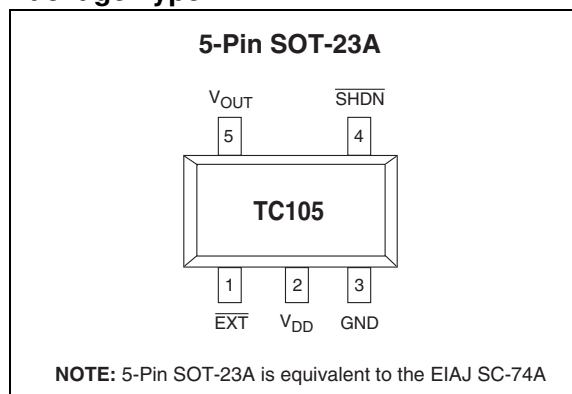 5-Pin SOT-23A
VOUT SHDN
5 4
TC105
1 2 3
EXT VDD GND
NOTE: 5-Pin SOT-23A is equivalent to the EIAJ SC-74A